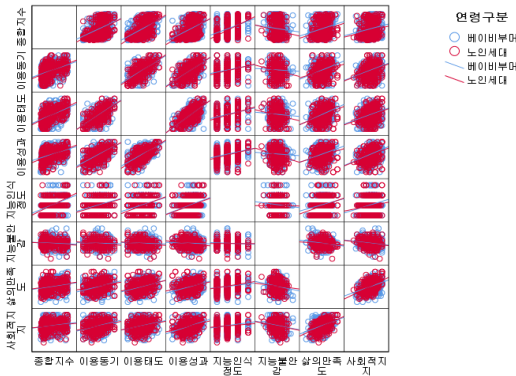 연령구분
베이비부머
노인세대
베이비부머
노인세대
종합지수
이용동기
이용태도
이용성과
지능인식
정도
지능불안
감
삶의만족
도
사회적지
지
종합지수 이용동기 이용태도 이용성과 지능인식 지능불안 삶의만족 사회적지
정도 감 도 지